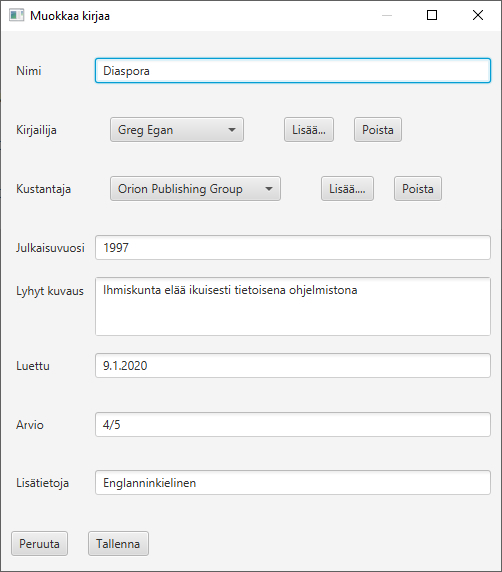 Muokkaa kirjaa
Nimi Diaspora
Kirjailija Greg Egan Lisää... Poista
Kustantaja Orion Publishing Group Lisää.... Poista
Julkaisuvuosi 1997
Lyhyt kuvaus Ihmiskunta elää ikuisesti tietoisena ohjelmistona
Luettu 9.1.2020
Arvio 4/5
Lisätietoja Englanninkielinen
Peruuta Tallenna